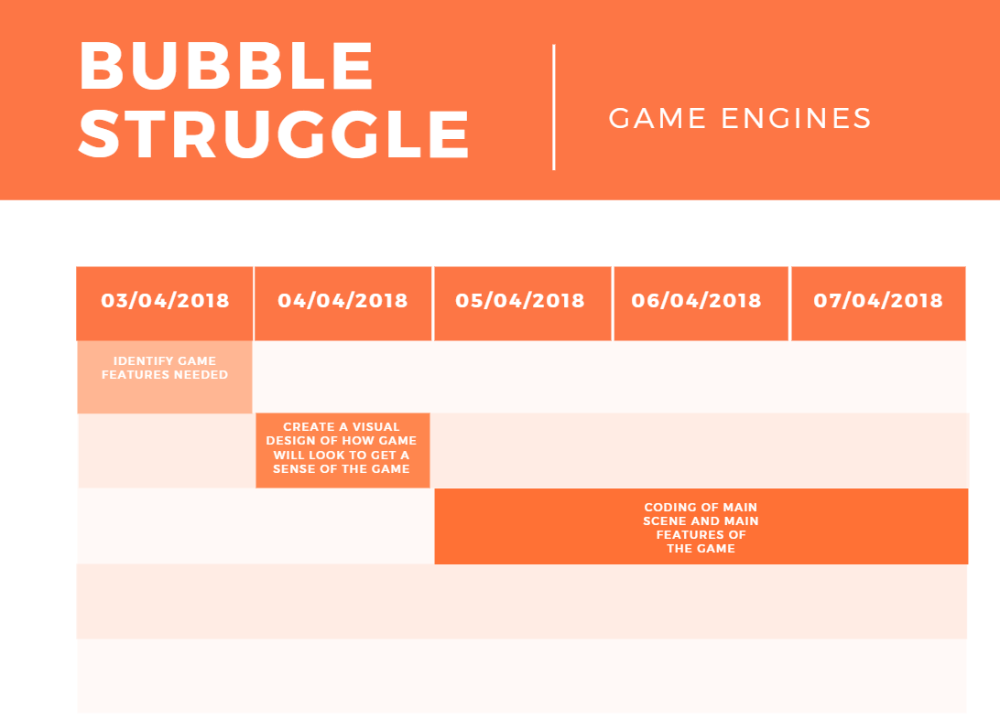 BUBBLE
STRUGGLE
GAME ENGINES
03/04/2018 04/04/2018 05/04/2018 06/04/2018 07/04/2018
IDENTIFY GAME
FEATURES NEEDED
CREATE A VISUAL
DESIGN OF HOW GAME
WILL LOOK TO GET A
SENSE OF THE GAME
CODING OF MAIN
SCENE AND MAIN
FEATURES OF
THE GAME